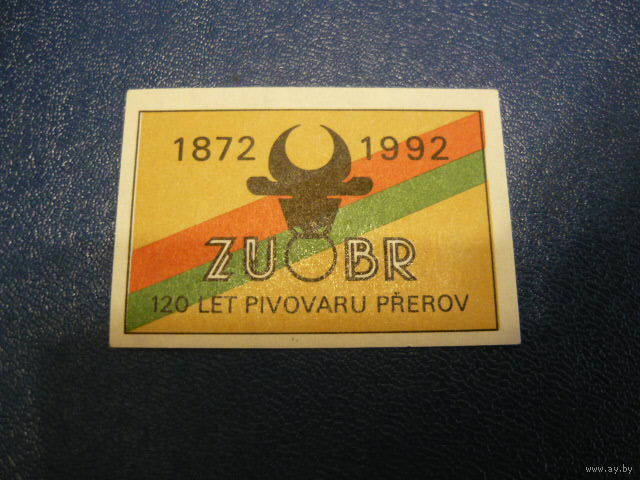 1872 1992
ZUBR
120 LET PIVOVARU PŘEROV
www.ay.by